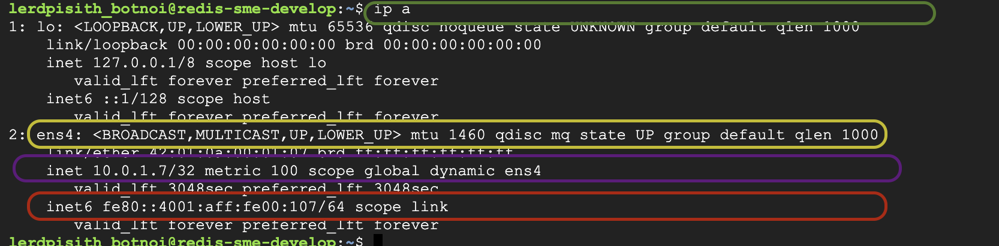 lerdpisith_botnoi@redis-sme-develop:~$ ip a
1: lo: <LOOPBACK,UP,LOWER_UP> mtu 65536 qdisc noqueue state UNKNOWN group default qlen 1000
link/loopback 00:00:00:00:00:00 brd 00:00:00:00:00:00
inet 127.0.0.1/8 scope host lo
valid_lft forever preferred_lft forever
inet6 ::1/128 scope host
valid_lft forever preferred_lft forever
2: ens4: <BROADCAST,MULTICAST,UP,LOWER_UP> mtu 1460 qdisc mq state UP group default qlen 1000
link/ether 42:01:0a:00:01:07 brd ff:ff:ff:ff:ff:ff
inet 10.0.1.7/32 metric 100 scope global dynamic ens4
valid_lft 3048sec preferred_lft 3048sec
inet6 fe80::4001:aff:fe00:107/64 scope link
valid_lft forever preferred_lft forever
lerdpisith_botnoi@redis-sme-develop:~$